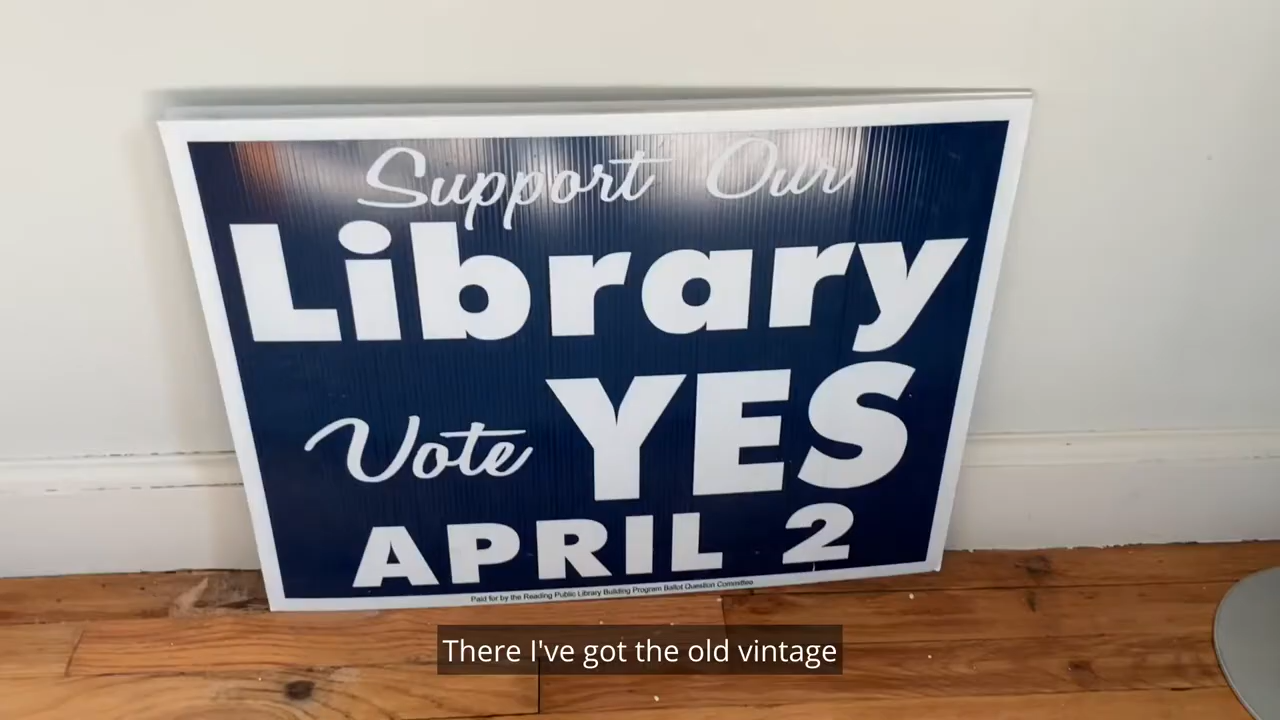 Support Our
Library
Vote YES
APRIL 2
Paid for by the Reading Public Library Building Program Ballot Question Committee
There I've got the old vintage